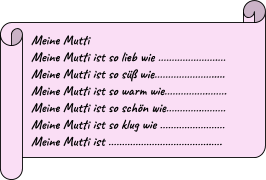 Meine Mutti
Meine Mutti ist so lieb wie ........................
Meine Mutti ist so süß wie.........................
Meine Mutti ist so warm wie......................
Meine Mutti ist so schön wie.....................
Meine Mutti ist so klug wie .......................
Meine Mutti ist .........................................